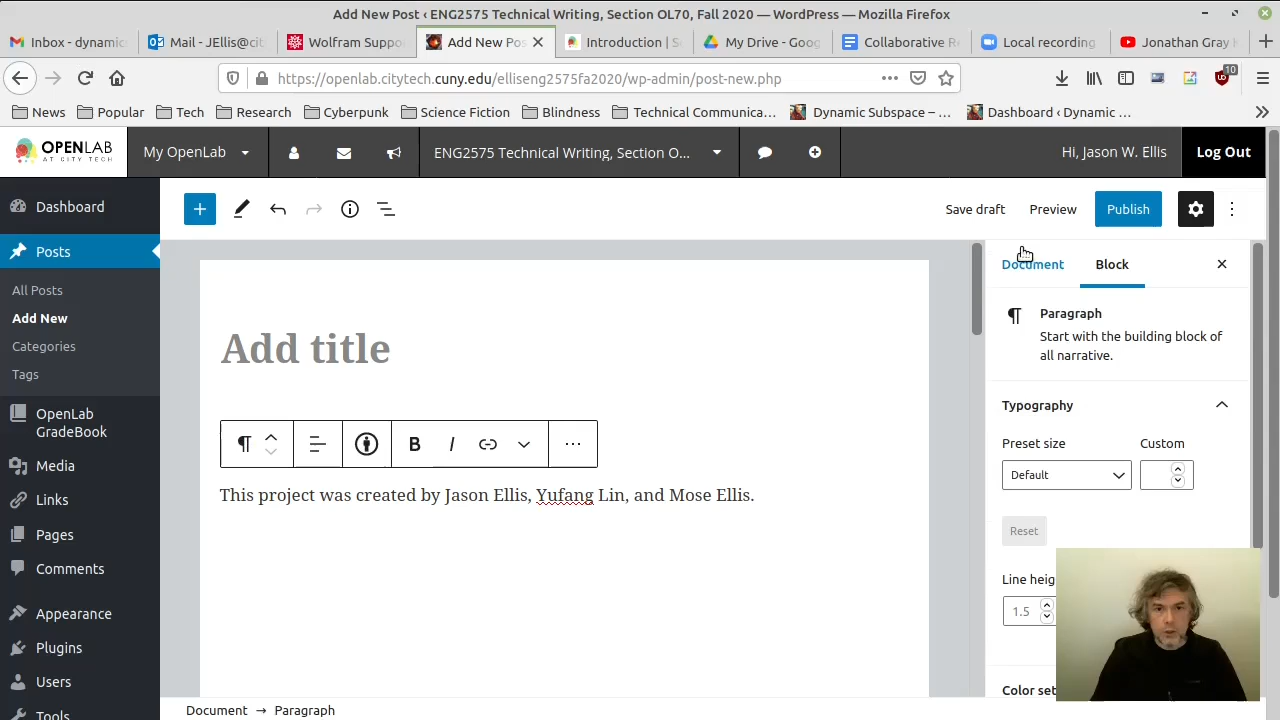 Add New Post ‹ ENG2575 Technical Writing, Section OL70, Fall 2020 — WordPress — Mozilla Firefox
Inbox - dynamic
Mail - JEllis@ci
Wolfram Suppo
Add New Pos
Introduction | S
My Drive - Goog
Collaborative R
Local recording
Jonathan Gray
https://openlab.citytech.cuny.edu/elliseng2575fa2020/wp-admin/post-new.php
10
News
Popular
Tech
Research
Cyberpunk
Science Fiction
Blindness
Technical Communica…
Dynamic Subspace – …
Dashboard ‹ Dynamic …
OPENLAB
AT CITY TECH
My OpenLab
ENG2575 Technical Writing, Section O...
Hi, Jason W. Ellis
Log Out
Dashboard
Posts
All Posts
Add New
Categories
Tags
OpenLab
GradeBook
Media
Links
Pages
Comments
Appearance
Plugins
Users
Tools
Save draft
Preview
Publish
Add title
B
I
This project was created by Jason Ellis, Yufang Lin, and Mose Ellis.
Document
Block
Paragraph
Start with the building block of
all narrative.
Typography
Preset size
Custom
Default
Reset
Line heig
1.5
Color set
Document → Paragraph